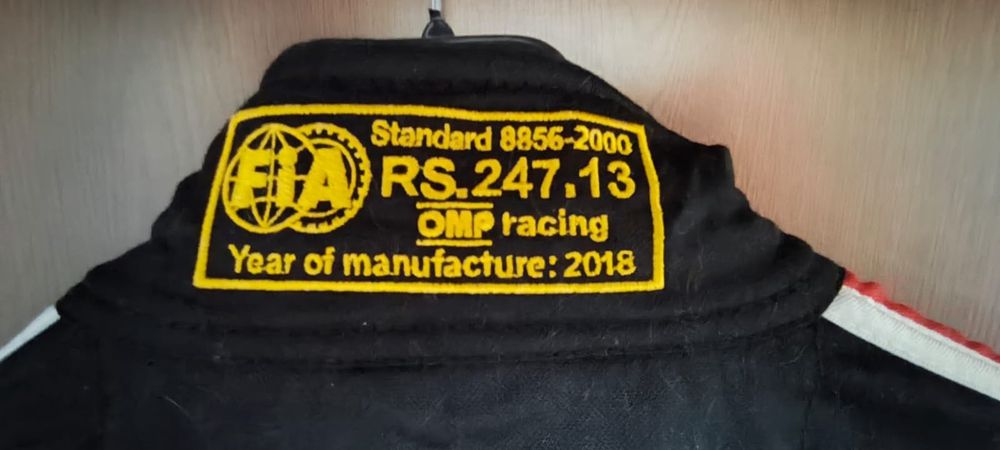 FIA
Standard 8856-2000
RS.247.13
OMP racing
Year of manufacture: 2018